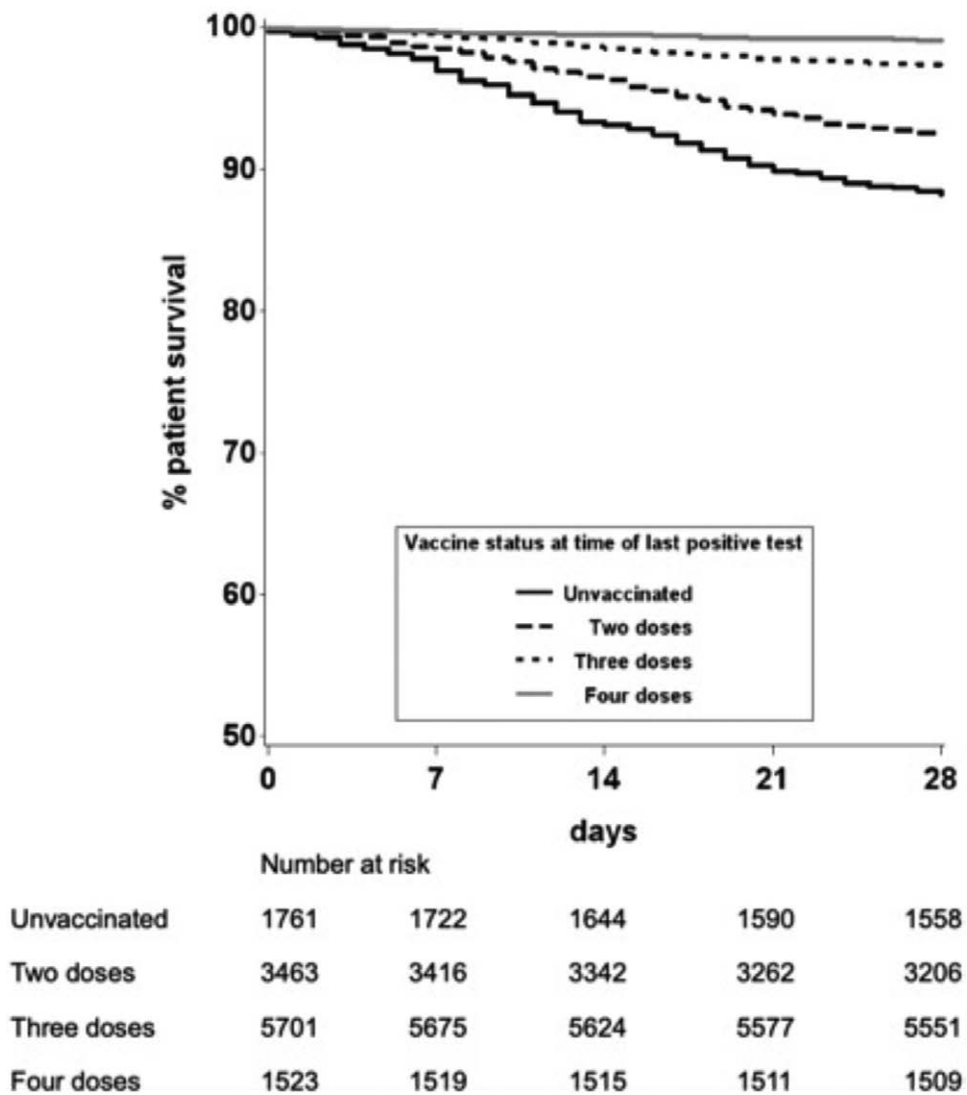 100
90
80
70
60
50
% patient survival
Vaccine status at time of last positive test
Unvaccinated
Two doses
Three doses
Four doses
0 7 14 21 28
days
Number at risk
Unvaccinated 1761 1722 1644 1590 1558
Two doses 3463 3416 3342 3262 3206
Three doses 5701 5675 5624 5577 5551
Four doses 1523 1519 1515 1511 1509